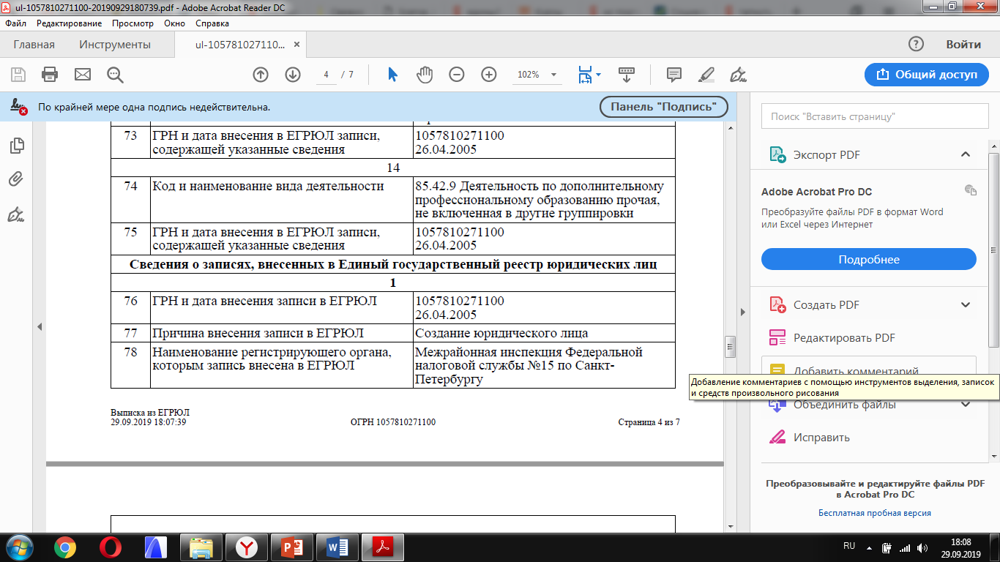 ul-1057810271100-20190929180739.pdf - Adobe Acrobat Reader DC
Файл Редактирование Просмотр Окно Справка
Главная Инструменты ul-105781027110... × Войти
4 / 7 102% Общий доступ
По крайней мере одна подпись недействительна. Панель "Подпись"
73 ГРН и дата внесения в ЕГРЮЛ записи, 1057810271100
содержащей указанные сведения 26.04.2005
14
74 Код и наименование вида деятельности 85.42.9 Деятельность по дополнительному
профессиональному образованию прочая,
не включенная в другие группировки
75 ГРН и дата внесения в ЕГРЮЛ записи, 1057810271100
содержащей указанные сведения 26.04.2005
Сведения о записях, внесенных в Единый государственный реестр юридических лиц
1
76 ГРН и дата внесения записи в ЕГРЮЛ 1057810271100
26.04.2005
77 Причина внесения записи в ЕГРЮЛ Создание юридического лица
78 Наименование регистрирующего органа, Межрайонная инспекция Федеральной
которым запись внесена в ЕГРЮЛ налоговой службы №15 по Санкт-
Петербургу
Выписка из ЕГРЮЛ
29.09.2019 18:07:39 ОГРН 1057810271100 Страница 4 из 7
Поиск "Вставить страницу"
Экспорт PDF
Adobe Acrobat Pro DC
Преобразуйте файлы PDF в формат Word
или Excel через Интернет
Подробнее
Создать PDF
Редактировать PDF
Добавить комментарий
Добавление комментариев с помощью инструментов выделения, записок
и средств произвольного рисования
Объединить файлы
Исправить
Преобразовывайте и редактируйте файлы PDF
в Acrobat Pro DC
Бесплатная пробная версия
RU 18:08
29.09.2019